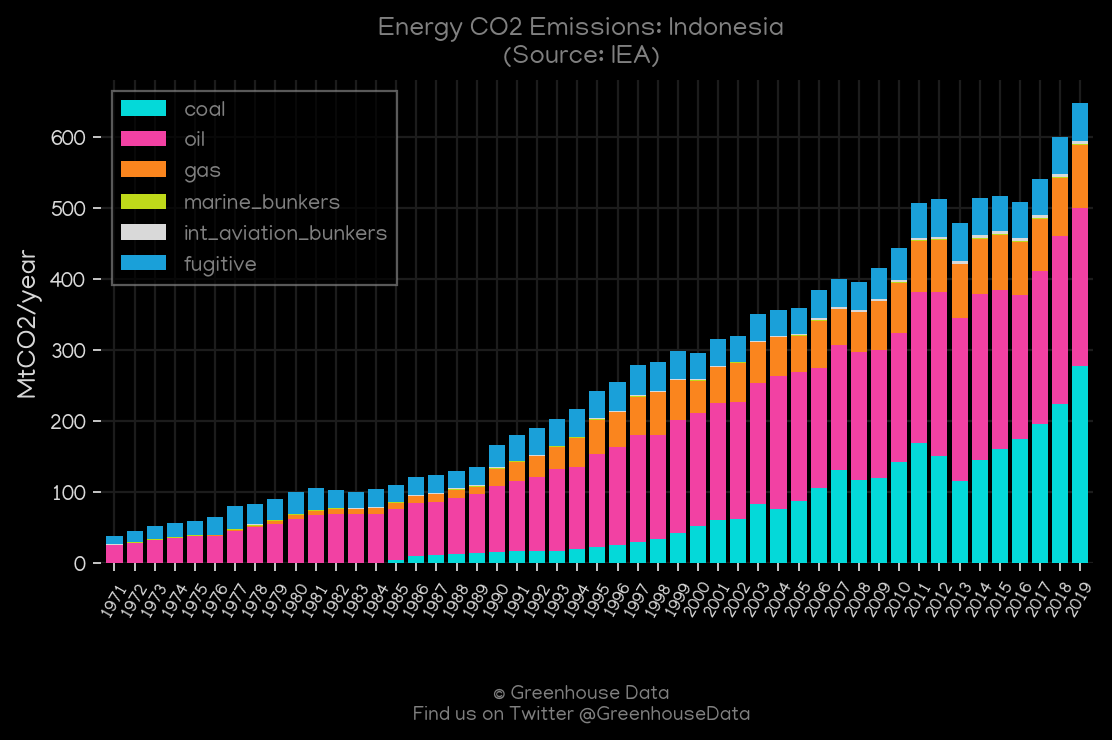 Energy CO2 Emissions: Indonesia
(Source: IEA)
coal
oil
gas
marine_bunkers
int_aviation_bunkers
fugitive
MtCO2/year
600
500
400
300
200
100
0
1971 1972 1973 1974 1975 1976 1977 1978 1979 1980 1981 1982 1983 1984 1985 1986 1987 1988 1989 1990 1991 1992 1993 1994 1995 1996 1997 1998 1999 2000 2001 2002 2003 2004 2005 2006 2007 2008 2009 2010 2011 2012 2013 2014 2015 2016 2017 2018 2019
© Greenhouse Data
Find us on Twitter @GreenhouseData